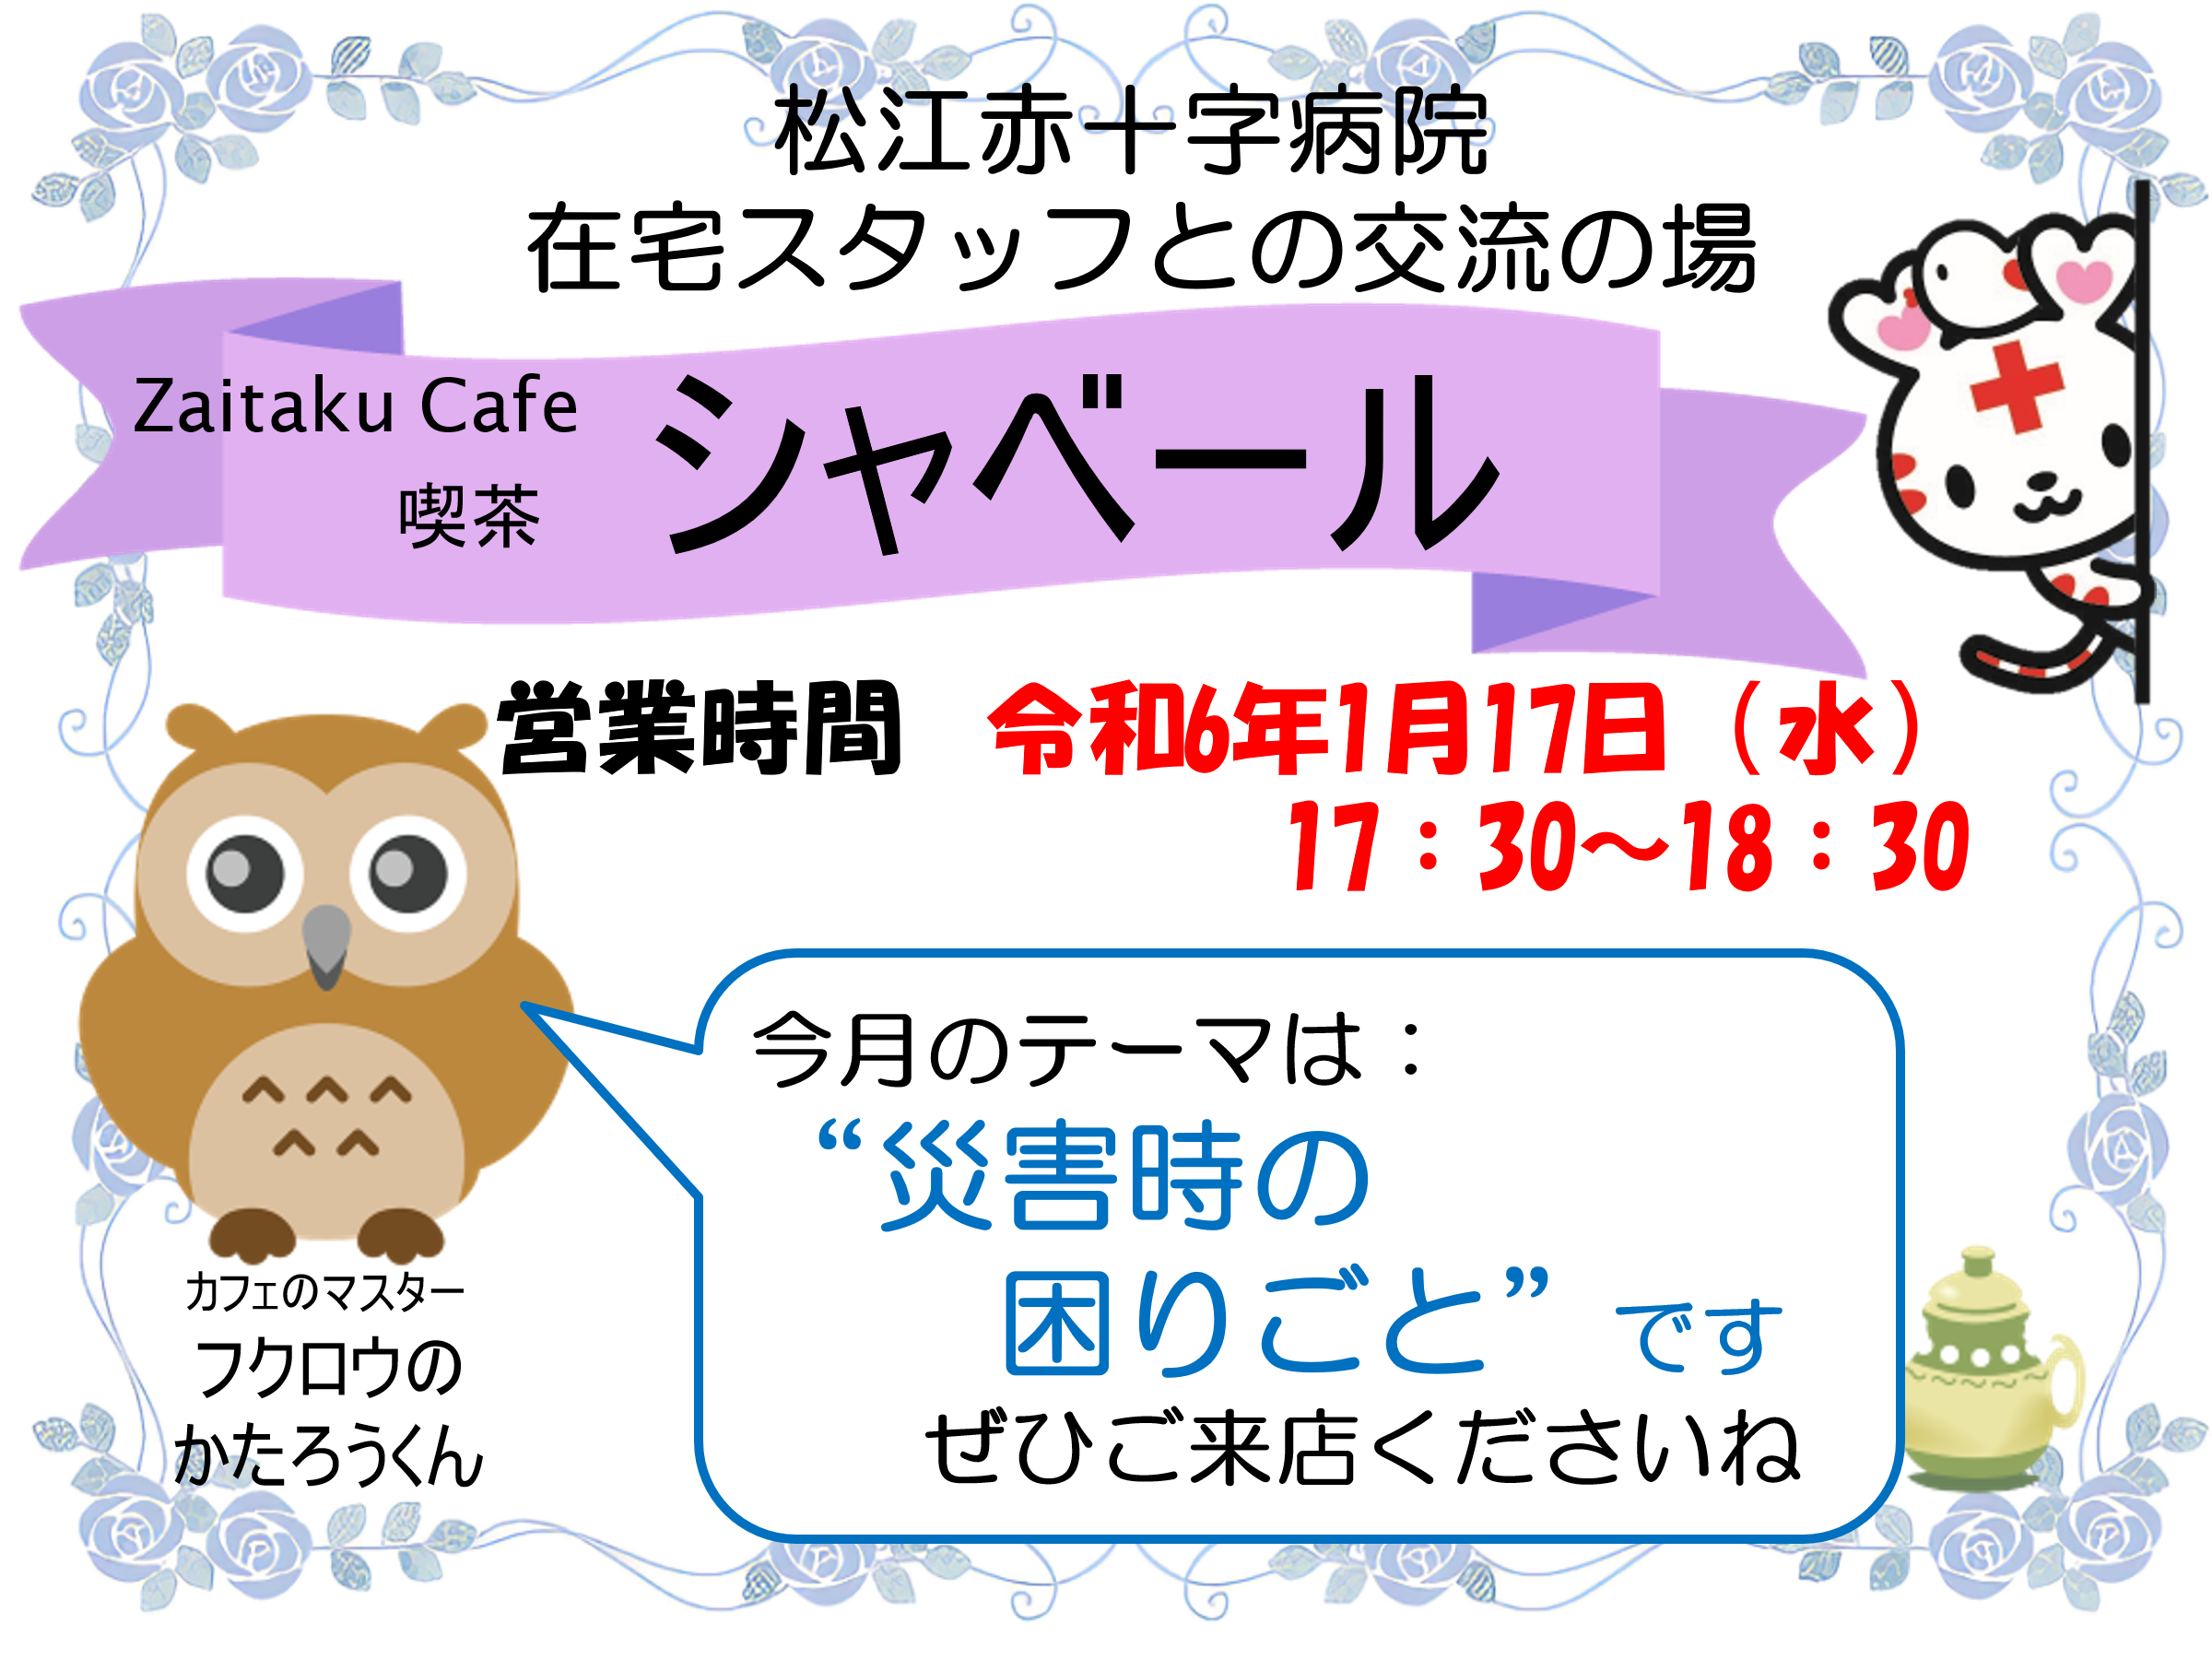 松江赤十字病院
在宅スタッフとの交流の場
Zaitaku Cafe
喫茶
シャベール
営業時間 令和6年1月17日（水）
17：30～18：30
今月のテーマは：
“災害時の
困りごと” です
ぜひご来店くださいね
カフェのマスター
フクロウの
かたろうくん